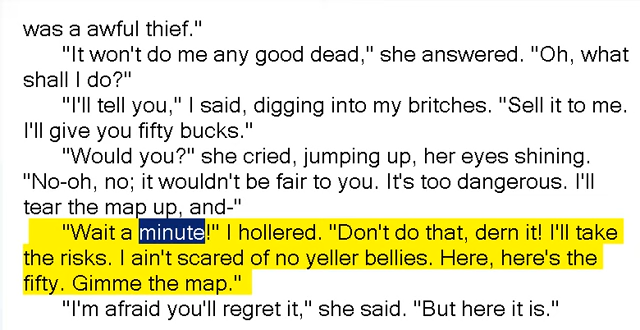 was a awful thief."
"It won't do me any good dead," she answered. "Oh, what
shall I do?"
"I'll tell you," I said, digging into my britches. "Sell it to me.
I'll give you fifty bucks."
"Would you?" she cried, jumping up, her eyes shining.
"No-oh, no; it wouldn't be fair to you. It's too dangerous. I'll
tear the map up, and-"
"Wait a minute!" I hollered. "Don't do that, dern it! I'll take
the risks. I ain't scared of no yeller bellies. Here, here's the
fifty. Gimme the map."
"I'm afraid you'll regret it," she said. "But here it is."